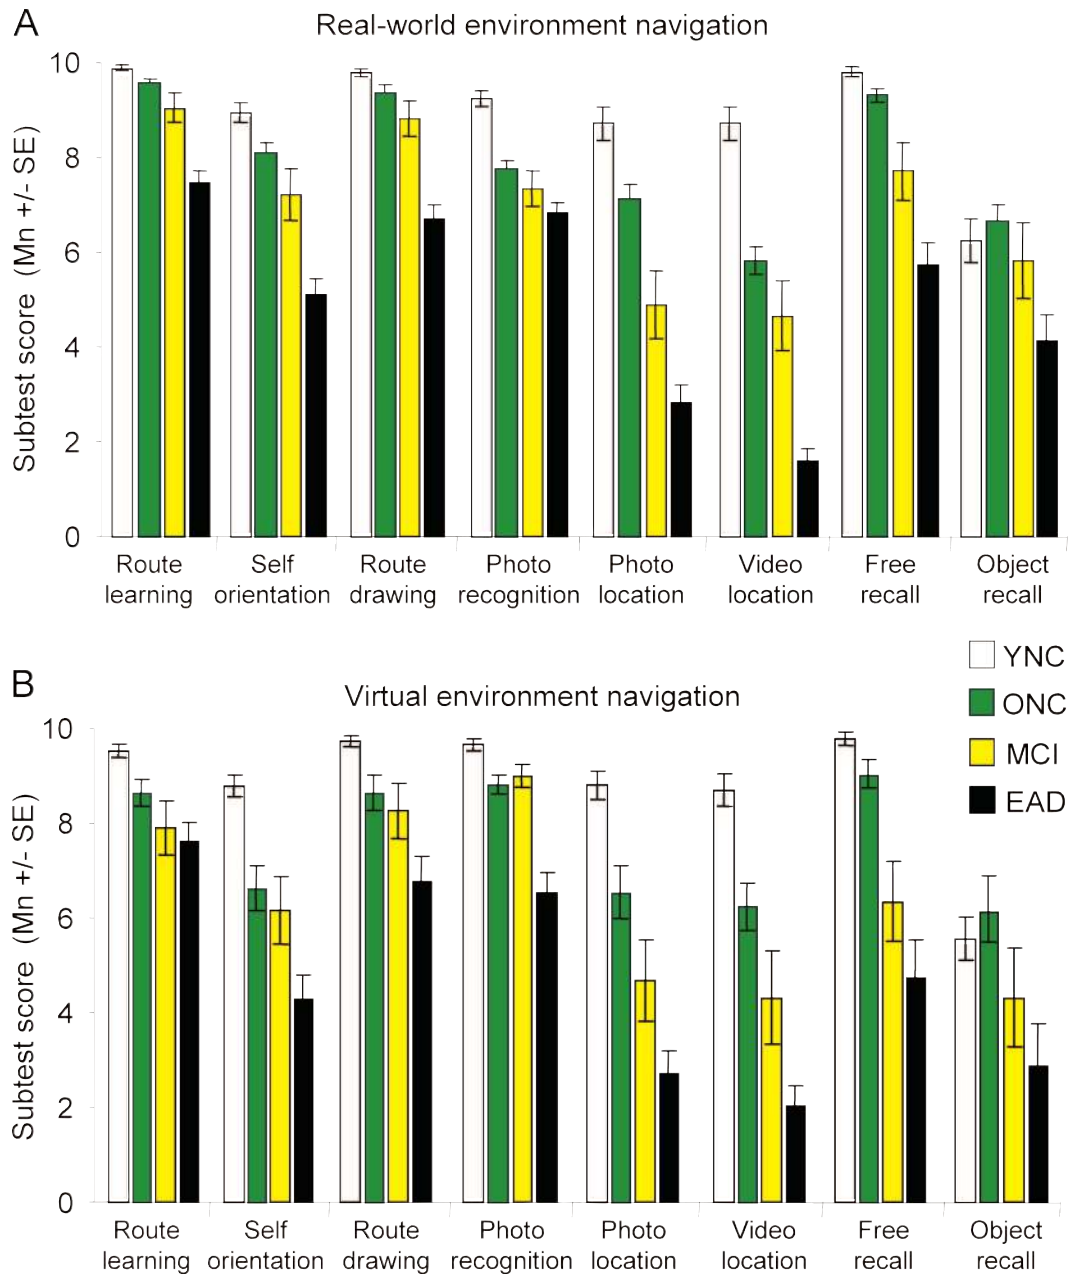 A
Real-world environment navigation
Subtest score (Mn +/- SE)
10
8
6
4
2
0
Route learning
Self orientation
Route drawing
Photo recognition
Photo location
Video location
Free recall
Object recall
YNC
ONC
MCI
EAD
B
Virtual environment navigation
Subtest score (Mn +/- SE)
10
8
6
4
2
0
Route learning
Self orientation
Route drawing
Photo recognition
Photo location
Video location
Free recall
Object recall